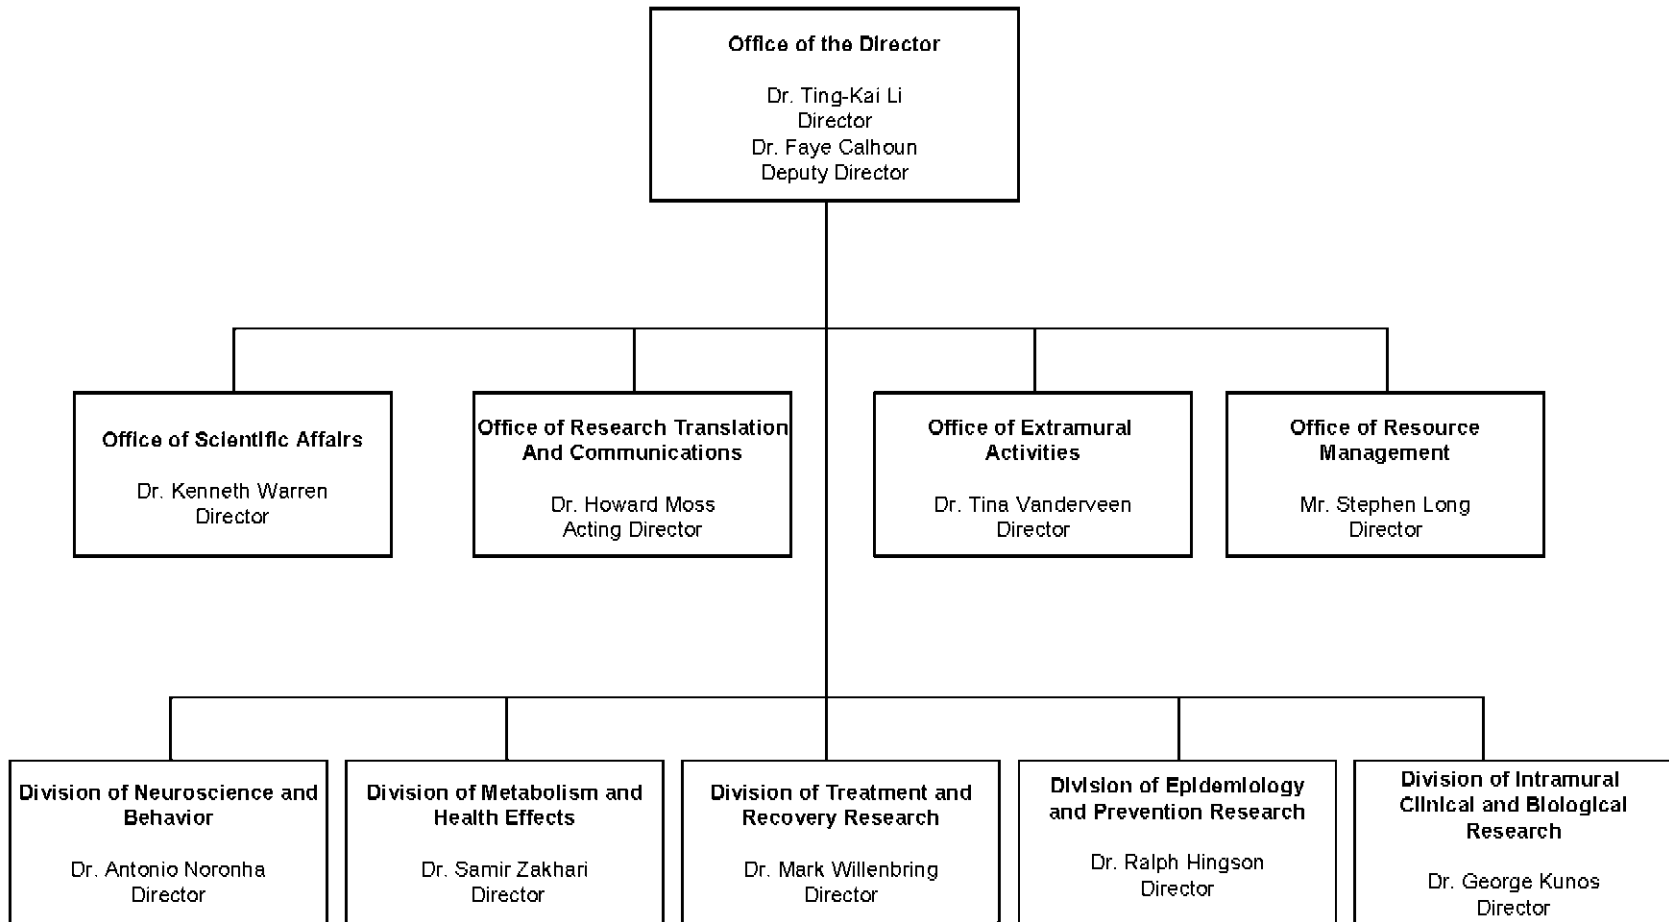 Office of the Director
Dr. Ting-Kai Li
Director
Dr. Faye Calhoun
Deputy Director
Office of Scientific Affairs
Dr. Kenneth Warren
Director
Office of Research Translation
And Communications
Dr. Howard Moss
Acting Director
Office of Extramural
Activities
Dr. Tina Vanderveen
Director
Office of Resource
Management
Mr. Stephen Long
Director
Division of Neuroscience and
Behavior
Dr. Antonio Noronha
Director
Division of Metabolism and
Health Effects
Dr. Samir Zakhari
Director
Division of Treatment and
Recovery Research
Dr. Mark Willenbring
Director
Division of Epidemiology
and Prevention Research
Dr. Ralph Hingson
Director
Division of Intramural
Clinical and Biological
Research
Dr. George Kunos
Director